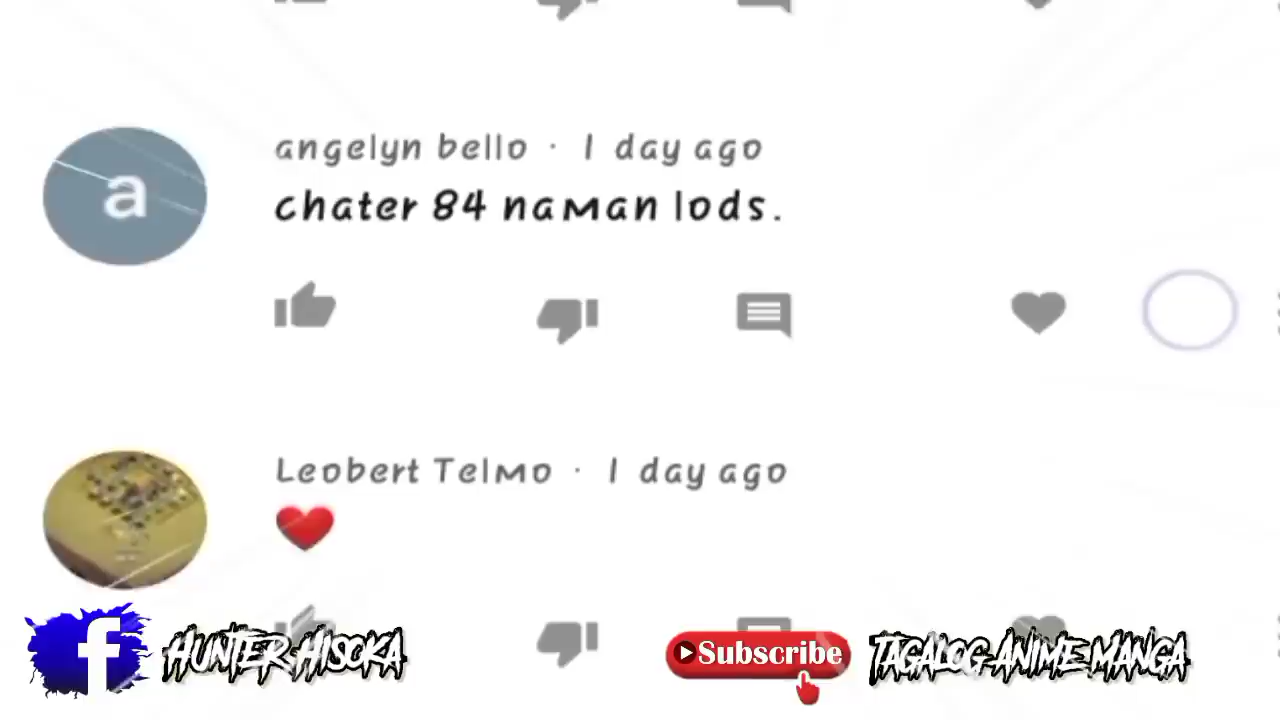 a
angelyn bello · 1 day ago
chater 84 naman lods.
Leobert Telmo · 1 day ago
❤️
f HUNTER HISOKA
Subscribe TAGALOG ANIME MANGA